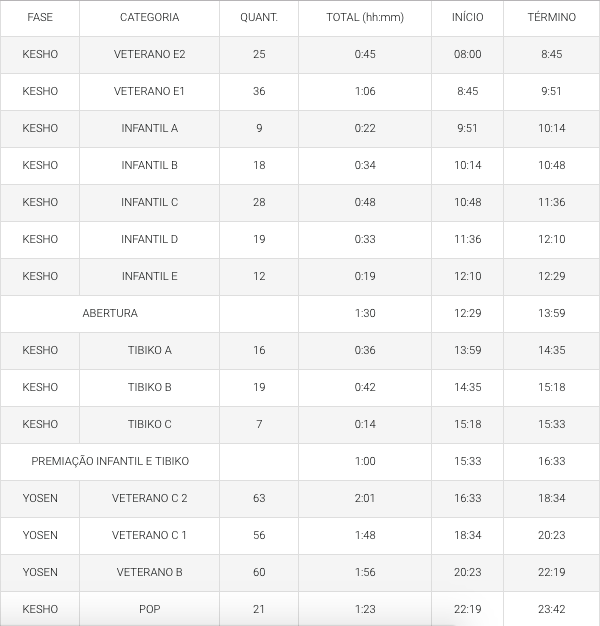 FASE CATEGORIA QUANT. TOTAL (hh:mm) INÍCIO TÉRMINO
KESHO VETERANO E2 25 0:45 08:00 8:45
KESHO VETERANO E1 36 1:06 8:45 9:51
KESHO INFANTIL A 9 0:22 9:51 10:14
KESHO INFANTIL B 18 0:34 10:14 10:48
KESHO INFANTIL C 28 0:48 10:48 11:36
KESHO INFANTIL D 19 0:33 11:36 12:10
KESHO INFANTIL E 12 0:19 12:10 12:29
ABERTURA 1:30 12:29 13:59
KESHO TIBIKO A 16 0:36 13:59 14:35
KESHO TIBIKO B 19 0:42 14:35 15:18
KESHO TIBIKO C 7 0:14 15:18 15:33
PREMIAÇÃO INFANTIL E TIBIKO 1:00 15:33 16:33
YOSEN VETERANO C 2 63 2:01 16:33 18:34
YOSEN VETERANO C 1 56 1:48 18:34 20:23
YOSEN VETERANO B 60 1:56 20:23 22:19
KESHO POP 21 1:23 22:19 23:42